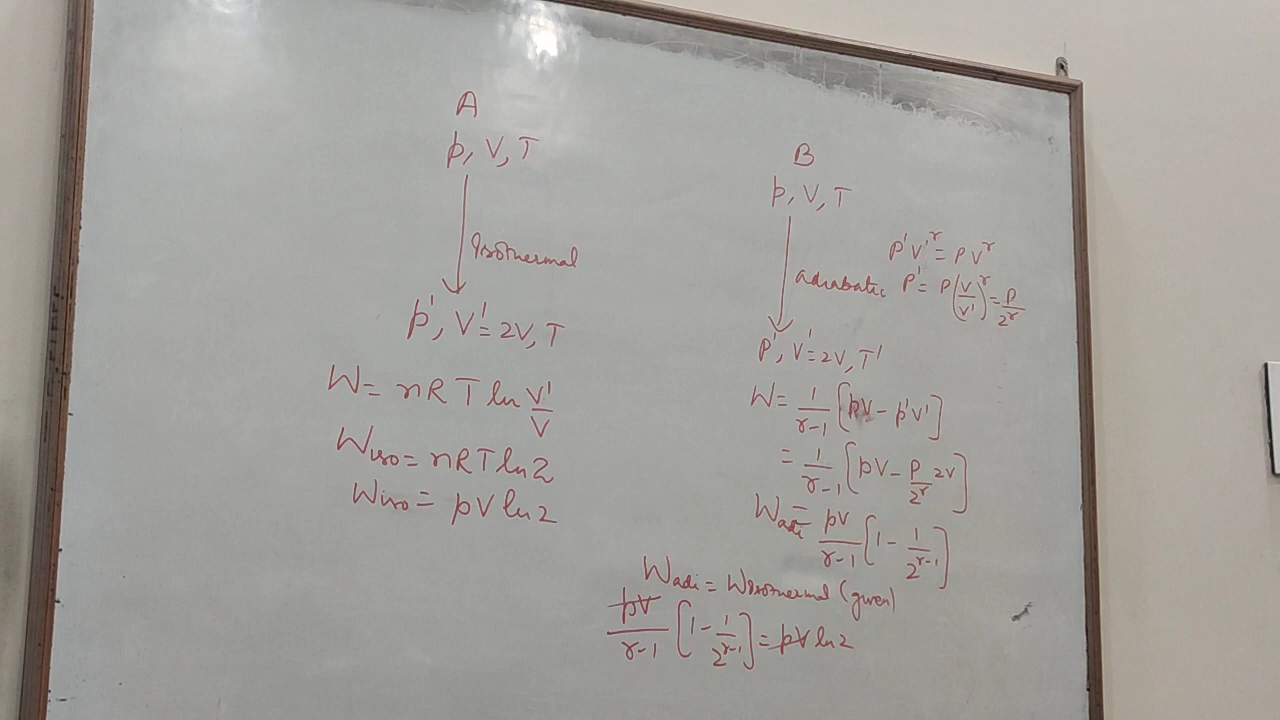 A
p, V, T
Isothermal
p', V' = 2V, T
W = nRT ln V'/V
Wiso = nRT ln 2
Wiso = pV ln 2
B
p, V, T
adiabatic
P'V'^γ = PV^γ
P' = P(V/V')^γ = P/2^γ
P', V' = 2V, T'
W = 1/(γ-1) [pV - p'V']
= 1/(γ-1) [pV - P/2^γ 2V]
Wadi = pV/(γ-1) [1 - 1/2^(γ-1)]
Wadi = Wisothermal (given)
pV/(γ-1) [1 - 1/2^(γ-1)] = pV ln 2